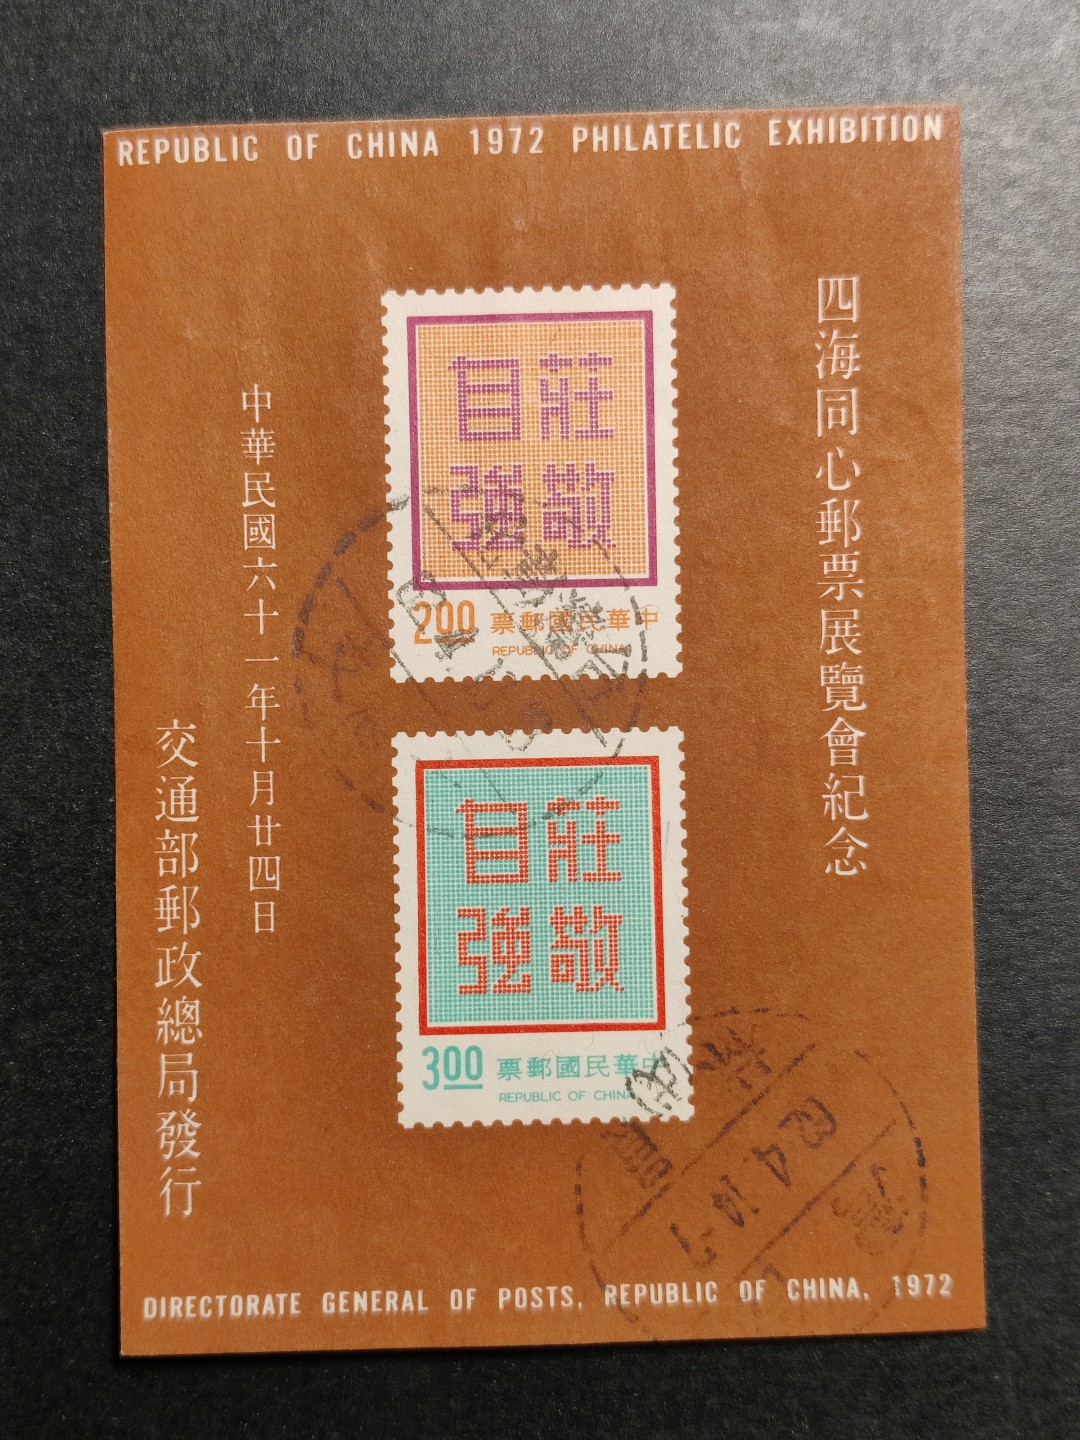 REPUBLIC OF CHINA 1972 PHILATELIC EXHIBITION
四海同心郵票展覽會紀念
莊敬
自強
2.00
票郵國民華中
REPUBLIC OF CHINA
莊敬
自強
3.00
票郵國民華中
REPUBLIC OF CHINA
中華民國六十一年十月廿四日
交通部郵政總局發行
DIRECTORATE GENERAL OF POSTS, REPUBLIC OF CHINA, 1972